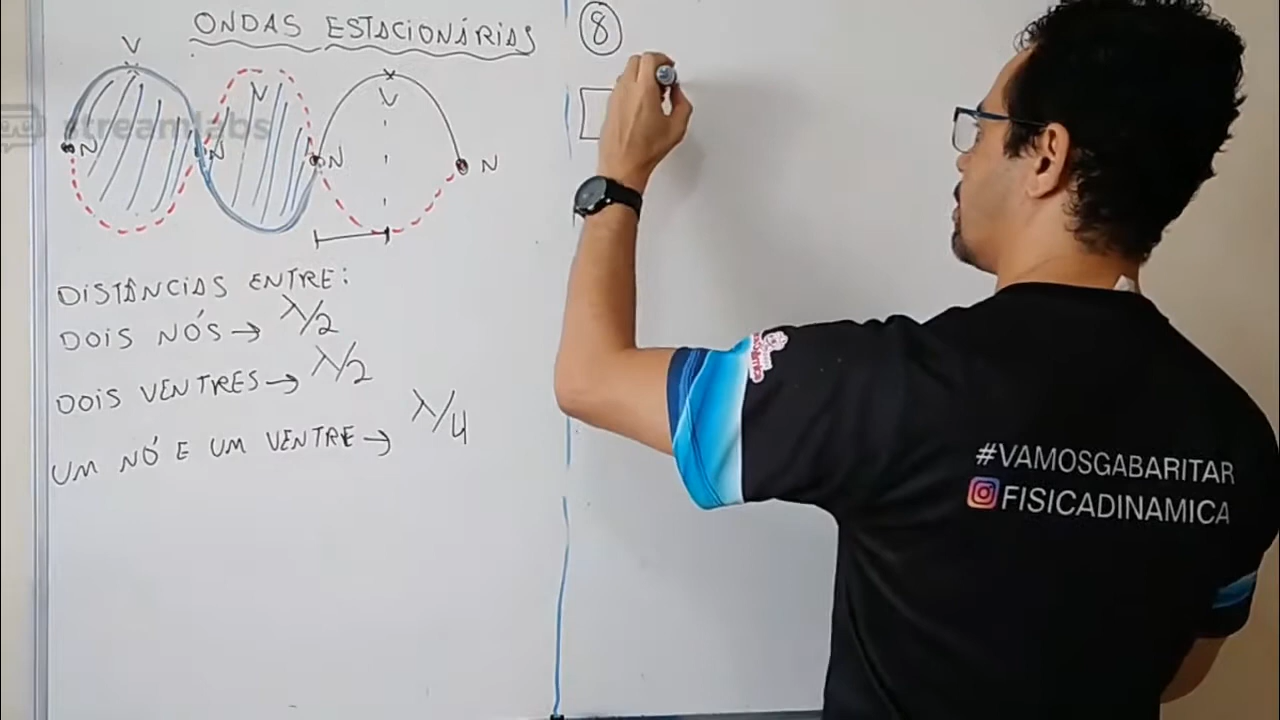 ONDAS ESTACIONÁRIAS
V
V
V
N
N
N
N
streamlabs
DISTÂNCIAS ENTRE:
DOIS NÓS → λ/2
DOIS VENTRES → λ/2
UM NÓ E UM VENTRE → λ/4
8
#VAMOSGABARITAR
FISICADINAMICA